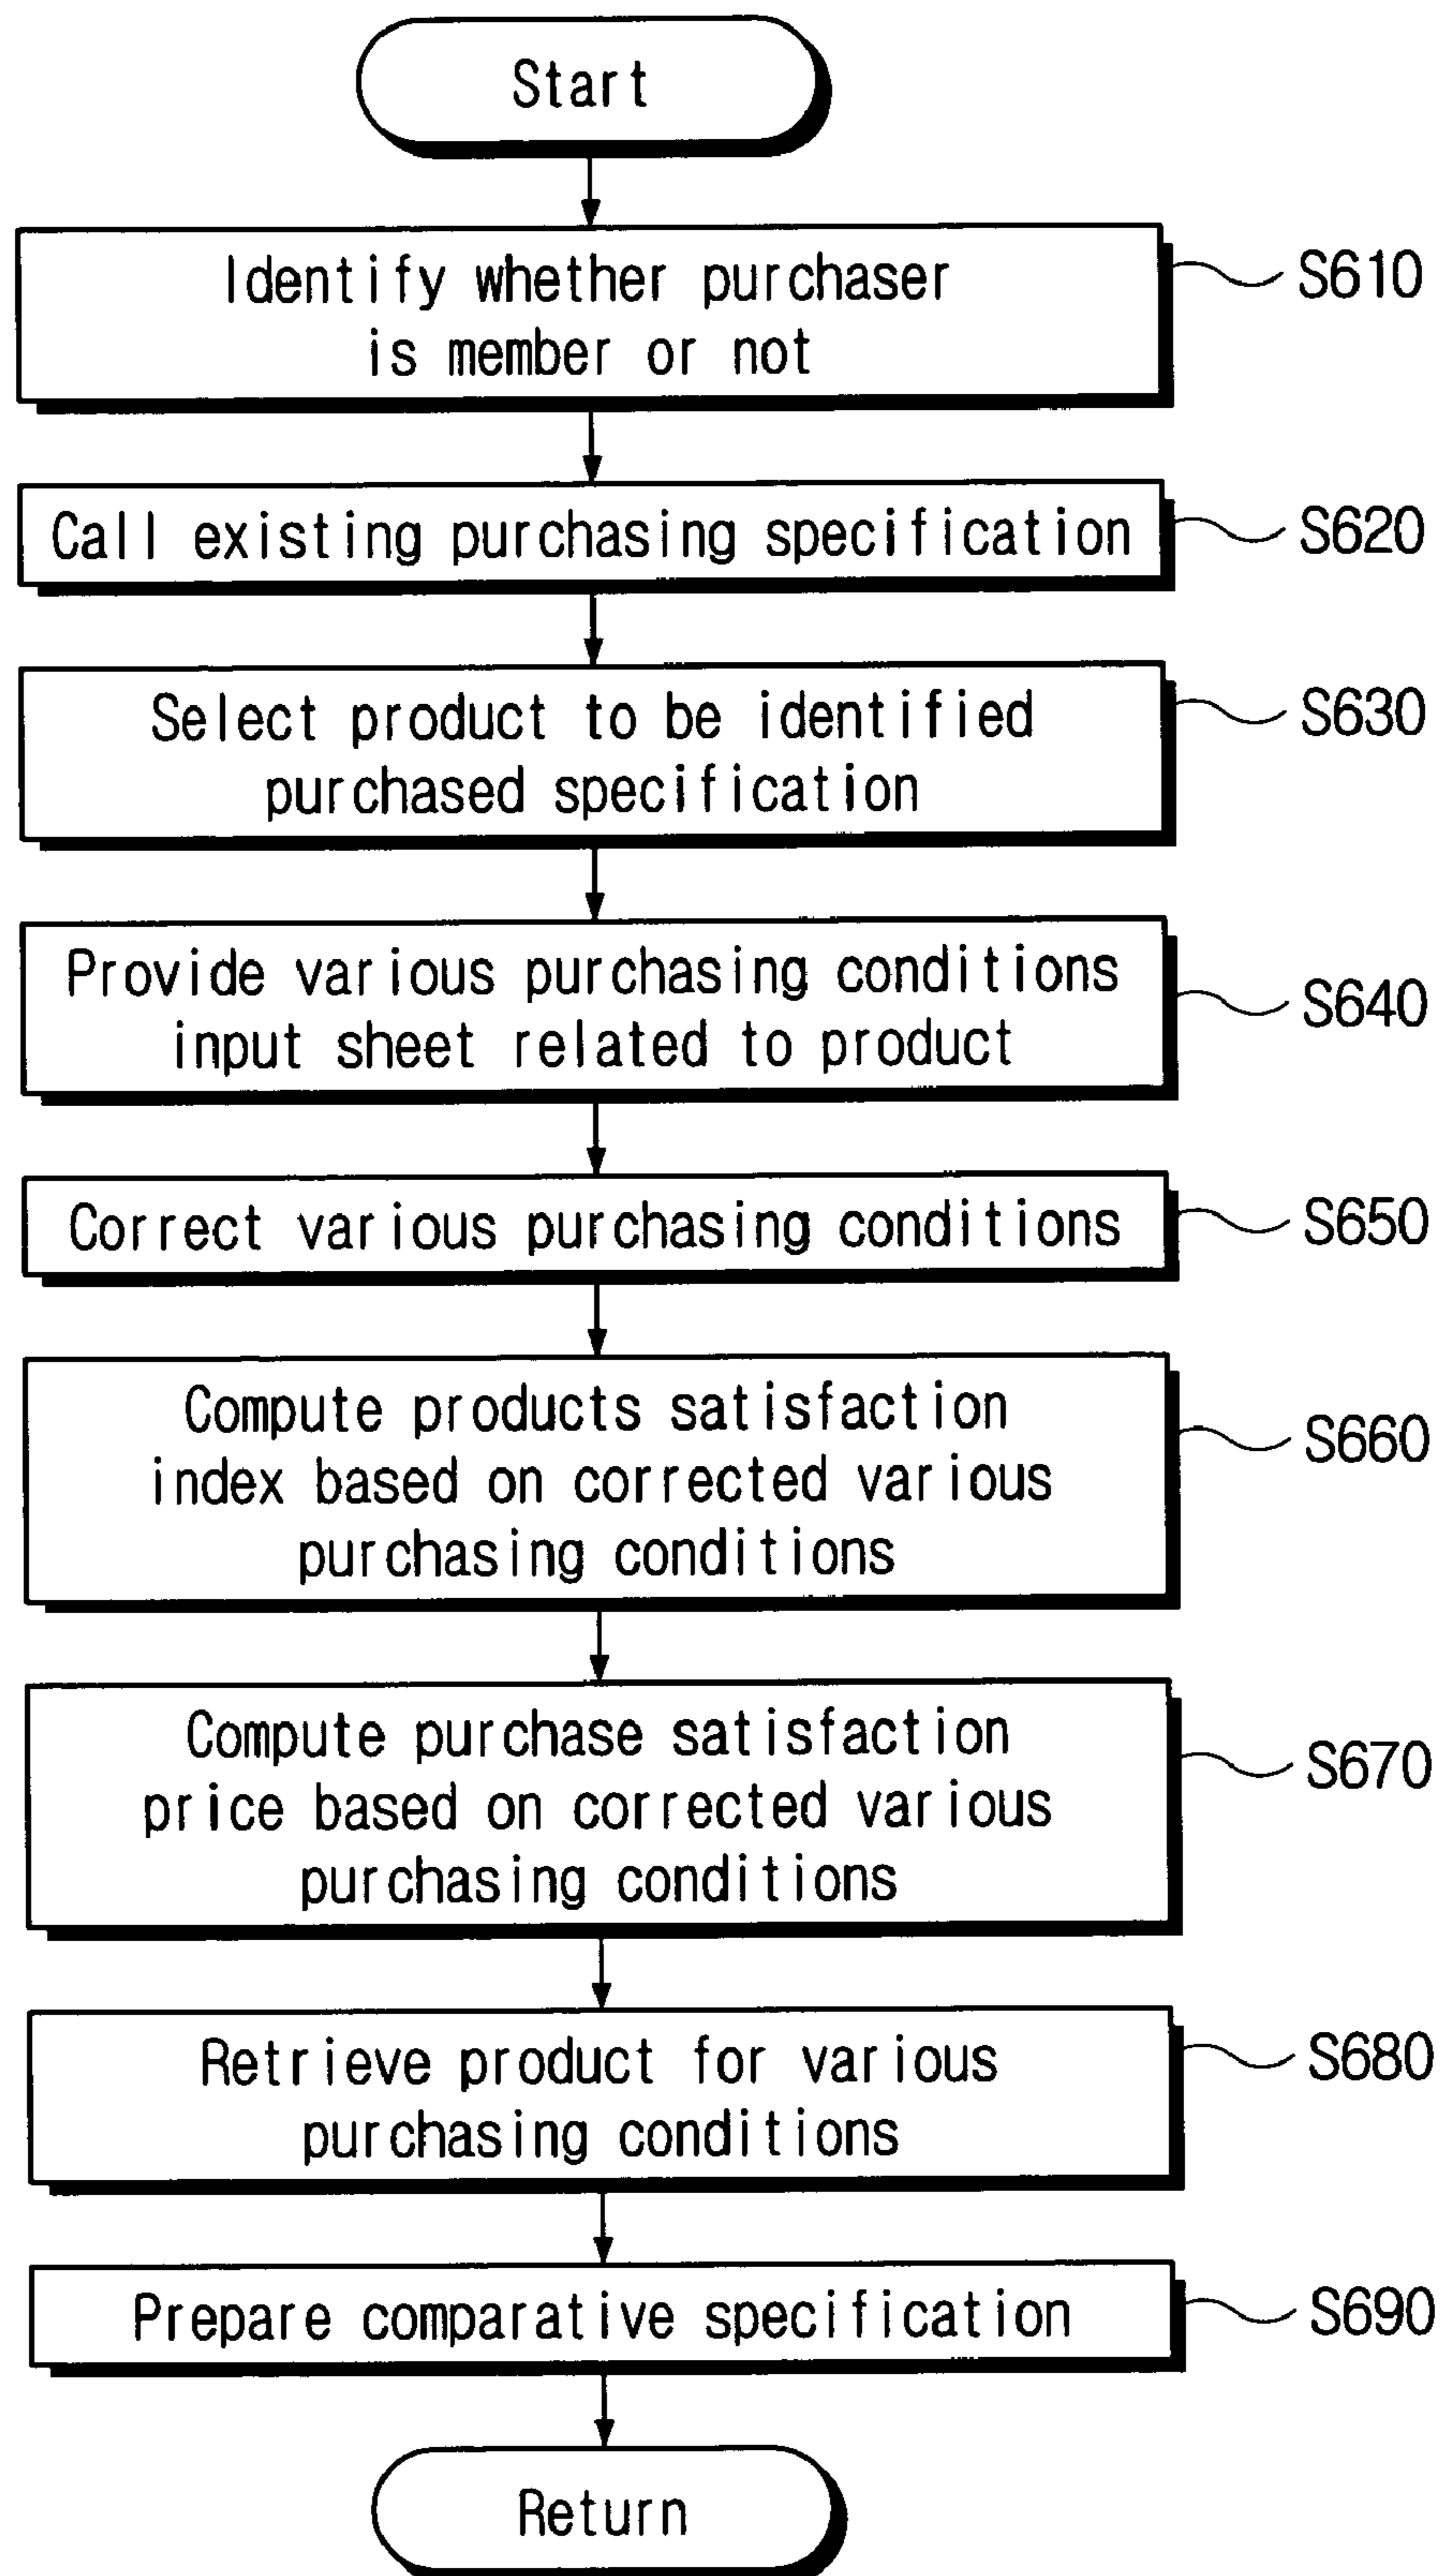 Start
Identify whether purchaser
is member or not
S610
Call existing purchasing specification
S620
Select product to be identified
purchased specification
S630
Provide various purchasing conditions
input sheet related to product
S640
Correct various purchasing conditions
S650
Compute products satisfaction
index based on corrected various
purchasing conditions
S660
Compute purchase satisfaction
price based on corrected various
purchasing conditions
S670
Retrieve product for various
purchasing conditions
S680
Prepare comparative specification
S690
Return